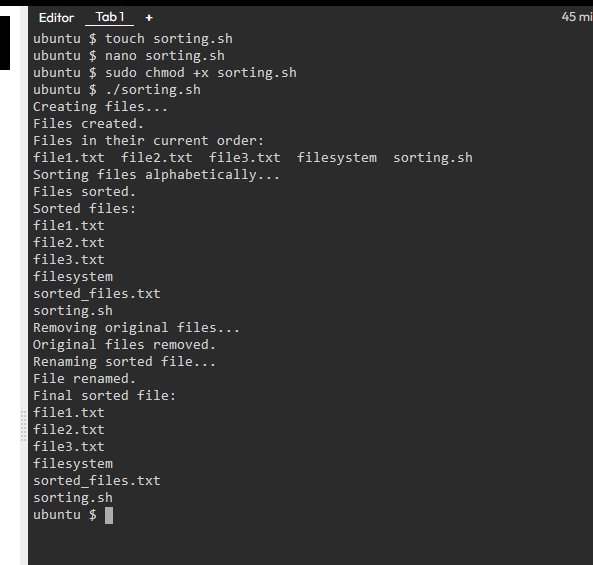 Editor Tab 1 + 45 mi
ubuntu $ touch sorting.sh
ubuntu $ nano sorting.sh
ubuntu $ sudo chmod +x sorting.sh
ubuntu $ ./sorting.sh
Creating files...
Files created.
Files in their current order:
file1.txt  file2.txt  file3.txt  filesystem  sorting.sh
Sorting files alphabetically...
Files sorted.
Sorted files:
file1.txt
file2.txt
file3.txt
filesystem
sorted_files.txt
sorting.sh
Removing original files...
Original files removed.
Renaming sorted file...
File renamed.
Final sorted file:
file1.txt
file2.txt
file3.txt
filesystem
sorted_files.txt
sorting.sh
ubuntu $